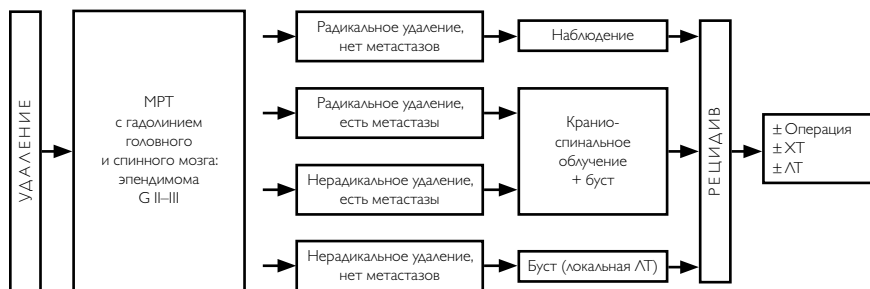 УДАЛЕНИЕ
МРТ
с гадолинием
головного
и спинного мозга:
эпендимома
G II–III
Радикальное удаление,
нет метастазов
Наблюдение
Радикальное удаление,
есть метастазы
Нерадикальное удаление,
есть метастазы
Кранио-
спинальное
облучение
+ буст
Нерадикальное удаление,
нет метастазов
Буст (локальная ЛТ)
РЕЦИДИВ
± Операция
± ХТ
± ЛТ